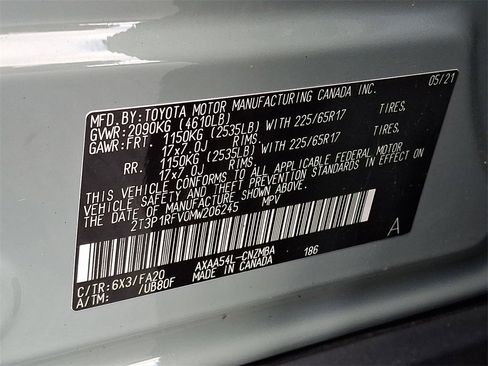 MFD.BY:TOYOTA MOTOR MANUFACTURING CANADA INC. 05/21
GVWR:2090KG (4610LB)
GAWR:FRT. 1150KG (2535LB) WITH 225/65R17 TIRES,
17x7.0J RIMS,
RR. 1150KG (2535LB) WITH 225/65R17 TIRES,
17x7.0J RIMS,
THIS VEHICLE CONFORMS TO ALL APPLICABLE FEDERAL MOTOR
VEHICLE SAFETY AND THEFT PREVENTION STANDARDS IN EFFECT ON
THE DATE OF MANUFACTURE SHOWN ABOVE.
2T3P1RFV0MW206245 MPV
A
C/TR:6X3/FA20 AXAA54L-CNZMBA 186
A/TM: /UB80F MADE IN CANADA